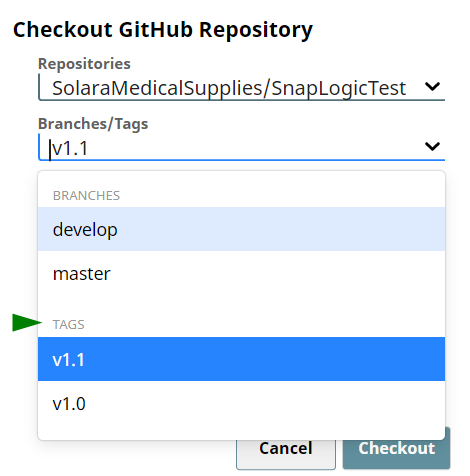 Checkout GitHub Repository
Repositories
SolaraMedicalSupplies/SnapLogicTest
Branches/Tags
v1.1
BRANCHES
develop
master
TAGS
v1.1
v1.0
Cancel
Checkout